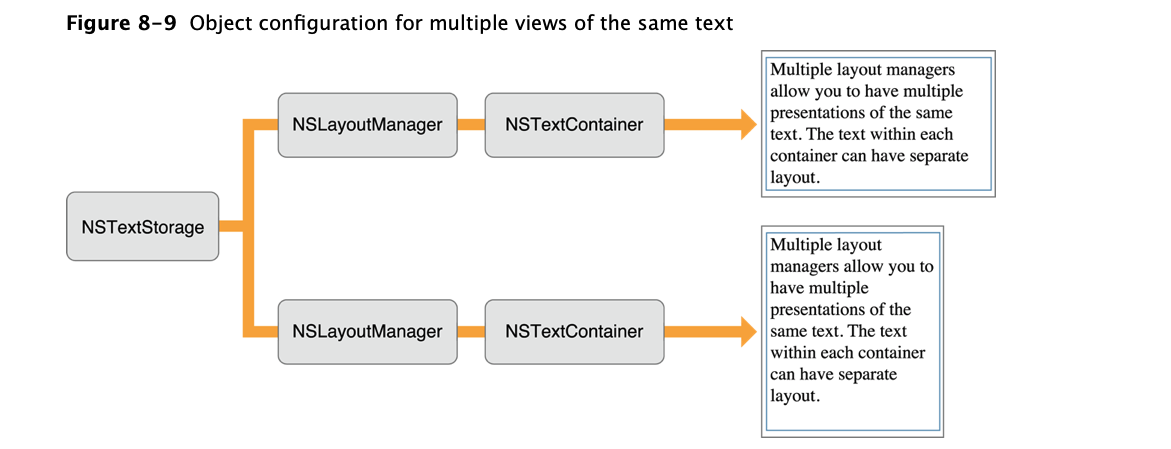 Figure 8-9 Object configuration for multiple views of the same text
NSTextStorage
NSLayoutManager
NSTextContainer
Multiple layout managers
allow you to have multiple
presentations of the same
text. The text within each
container can have separate
layout.
NSLayoutManager
NSTextContainer
Multiple layout
managers allow you to
have multiple
presentations of the
same text. The text
within each container
can have separate
layout.